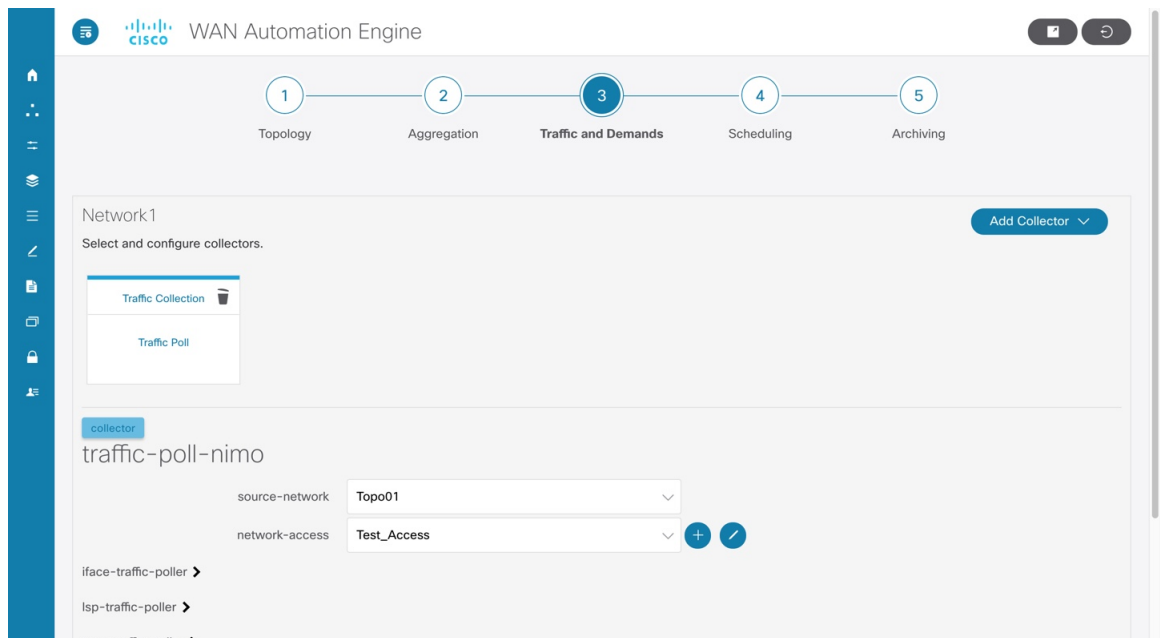 CISCO WAN Automation Engine
1 2 3 4 5
Topology Aggregation Traffic and Demands Scheduling Archiving
Network1
Add Collector
Select and configure collectors.
Traffic Collection
Traffic Poll
collector
traffic-poll-nimo
source-network Topo01
network-access Test_Access
iface-traffic-poller
lsp-traffic-poller